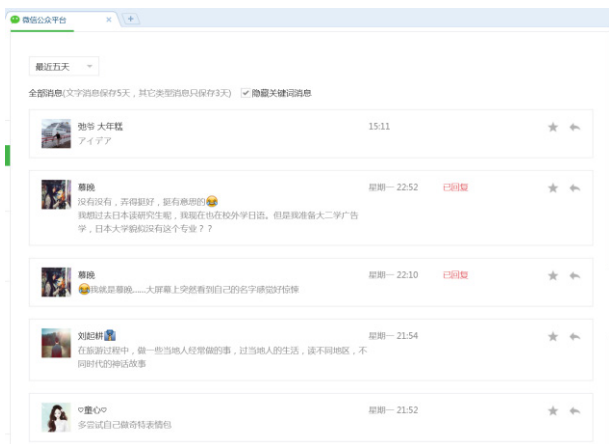 微信公众平台
最近五天
全部消息(文字消息保存5天，其它类型消息只保存3天) 隐藏关键词消息
弛爷 大年糕 15:11
アイデア
慕晚 星期一 22:52 已回复
没有没有，弄得挺好，挺有意思的😂
我想过去日本读研究生呢，我现在也在校外学日语。但是我准备大二学广告
学，日本大学貌似没有这个专业？？
慕晚 星期一 22:10 已回复
😂我就是慕晚......大屏幕上突然看到自己的名字感觉好惊悚
刘起耕 星期一 21:54
在旅游过程中，做一些当地人经常做的事，过当地人的生活，读不同地区，不
同时代的神话故事
♡童心♡ 星期一 21:52
多尝试自己做奇特表情包